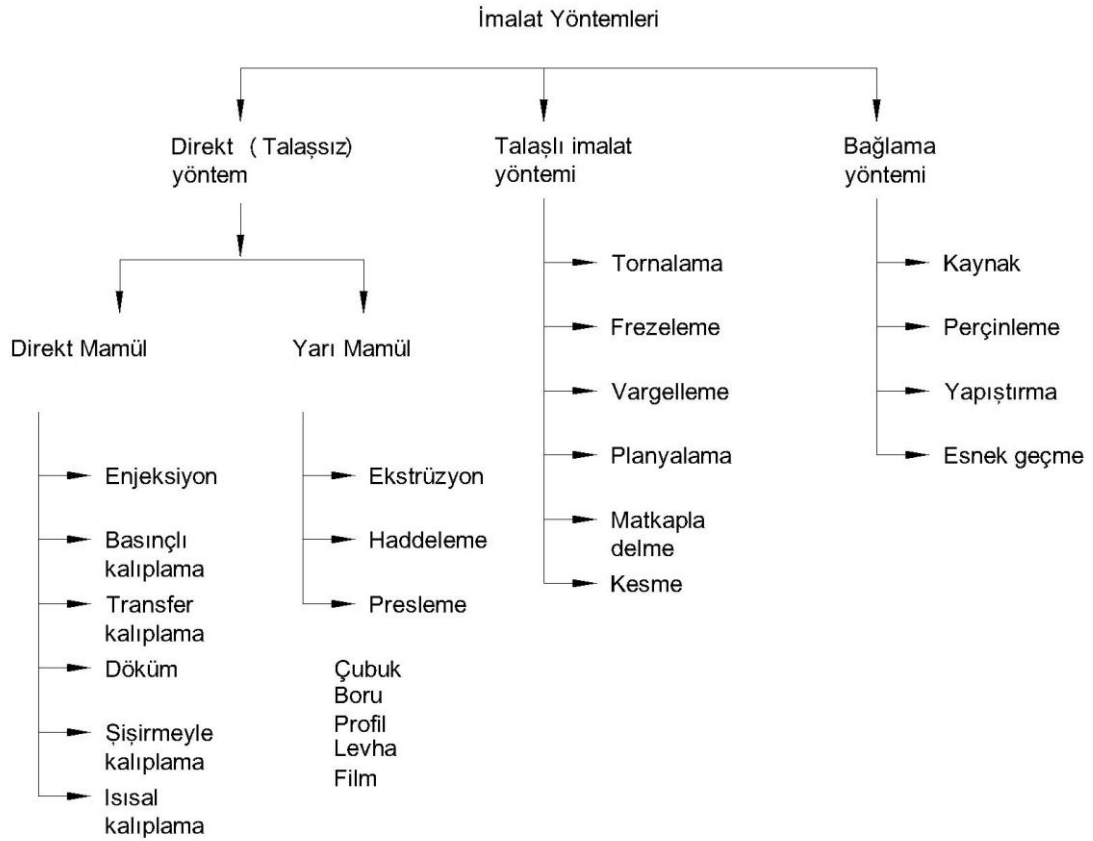 İmalat Yöntemleri
Direkt ( Talaşsız)
yöntem
Talaşlı imalat
yöntemi
Bağlama
yöntemi
Direkt Mamül
Yarı Mamül
Enjeksiyon
Basınçlı
kalıplama
Transfer
kalıplama
Döküm
Şişirmeyle
kalıplama
Isısal
kalıplama
Ekstrüzyon
Haddeleme
Presleme
Çubuk
Boru
Profil
Levha
Film
Tornalama
Frezeleme
Vargelleme
Planyalama
Matkapla
delme
Kesme
Kaynak
Perçinleme
Yapıştırma
Esnek geçme